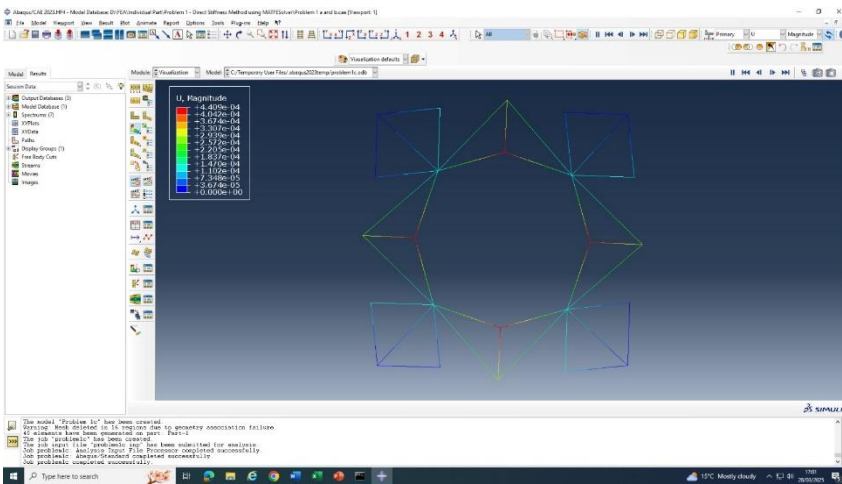 Abaqus/CAE 2023.HF4 - Model Database: D:\FEA\Individual Part\Problem 1 - Direct Stiffness Method using MATFESolver\Problem 1 a and b.cae [Viewport: 1]
File Model Viewport View Result Plot Animate Report Options Tools Plug-ins Help
All
1 2 3 4
Primary U Magnitude
Visualization defaults
Model Results
Module: Visualization Model: C:/Temporary User Files/ abaqus2023temp/problem1c.odb
Session Data
Output Databases (3)
Model Database (1)
Spectrums (7)
XYPlots
XYData
Paths
Display Groups (1)
Free Body Cuts
Streams
Movies
Images
U, Magnitude
+4.409e-04
+4.042e-04
+3.674e-04
+3.307e-04
+2.939e-04
+2.572e-04
+2.205e-04
+1.837e-04
+1.470e-04
+1.102e-04
+7.348e-05
+3.674e-05
+0.000e+00
SIMULI
The model "Problem 1c" has been created.
Warning: Mesh deleted in 16 regions due to geometry association failure
40 elements have been generated on part: Part-1
The job "problem1c" has been created.
The job input file "problem1c.inp" has been submitted for analysis.
Job problem1c: Analysis Input File Processor completed successfully.
Job problem1c: Abaqus/Standard completed successfully.
Job problem1c completed successfully.
Type here to search
15°C Mostly cloudy
17:01
28/03/2025